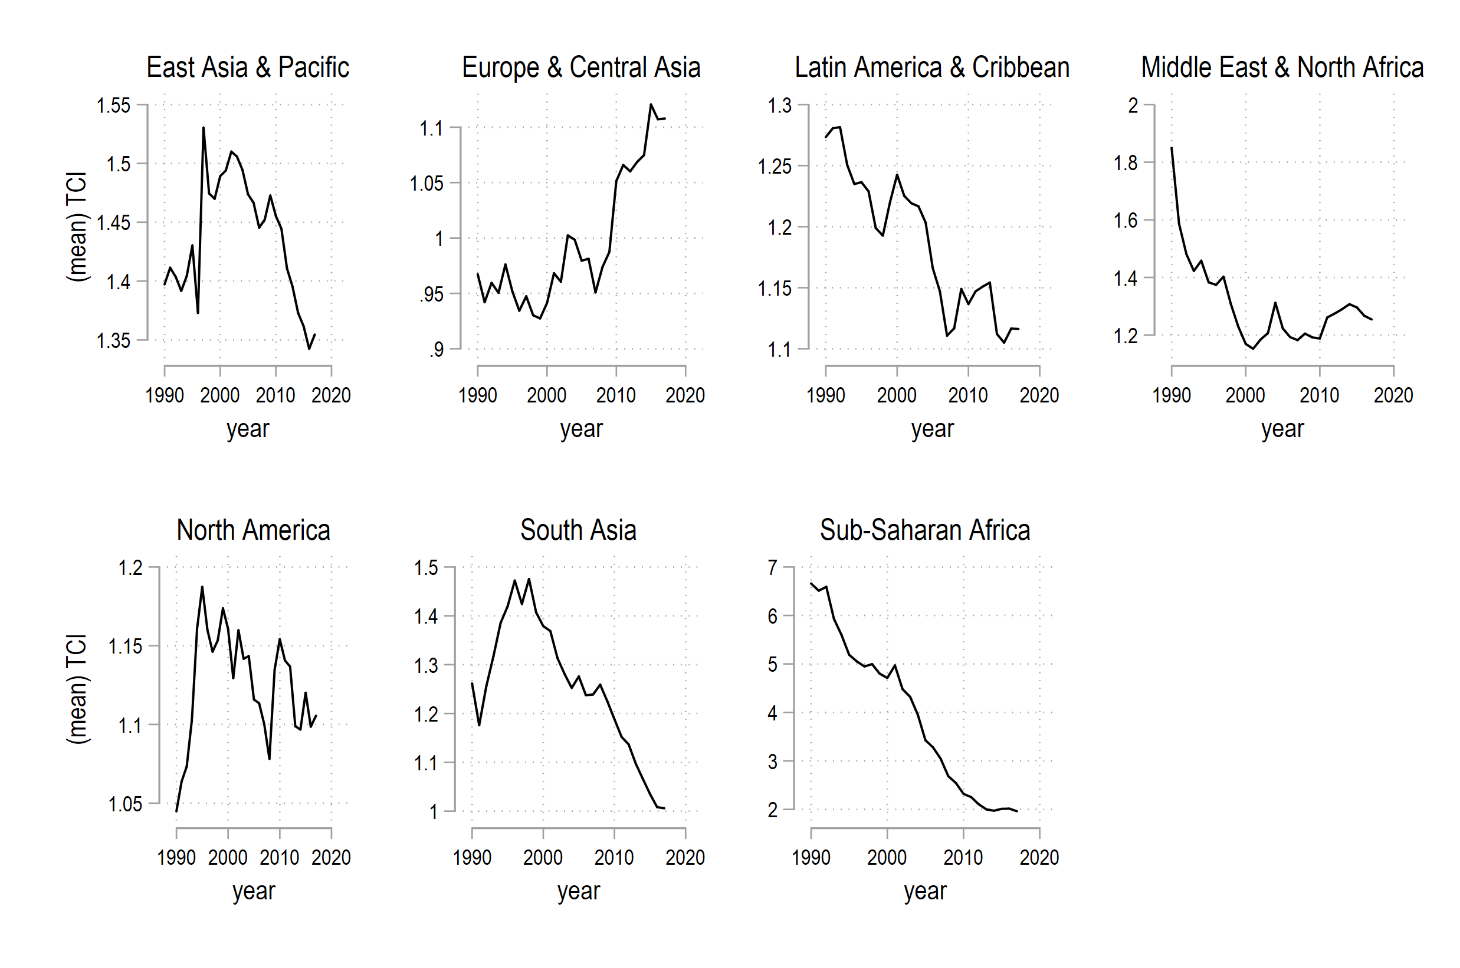 East Asia & Pacific
(mean) TCI
1.55
1.5
1.45
1.4
1.35
1990 2000 2010 2020
year
Europe & Central Asia
1.1
1.05
1
.95
.9
1990 2000 2010 2020
year
Latin America & Cribbean
1.3
1.25
1.2
1.15
1.1
1990 2000 2010 2020
year
Middle East & North Africa
2
1.8
1.6
1.4
1.2
1990 2000 2010 2020
year
North America
(mean) TCI
1.2
1.15
1.1
1.05
1990 2000 2010 2020
year
South Asia
1.5
1.4
1.3
1.2
1.1
1
1990 2000 2010 2020
year
Sub-Saharan Africa
7
6
5
4
3
2
1990 2000 2010 2020
year